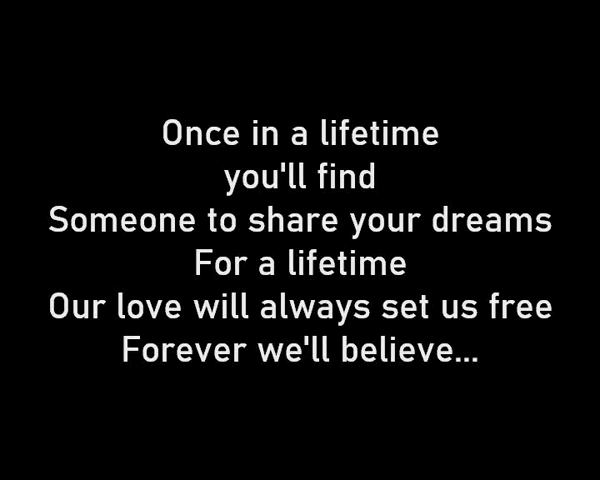 Once in a lifetime
you'll find
Someone to share your dreams
For a lifetime
Our love will always set us free
Forever we'll believe...